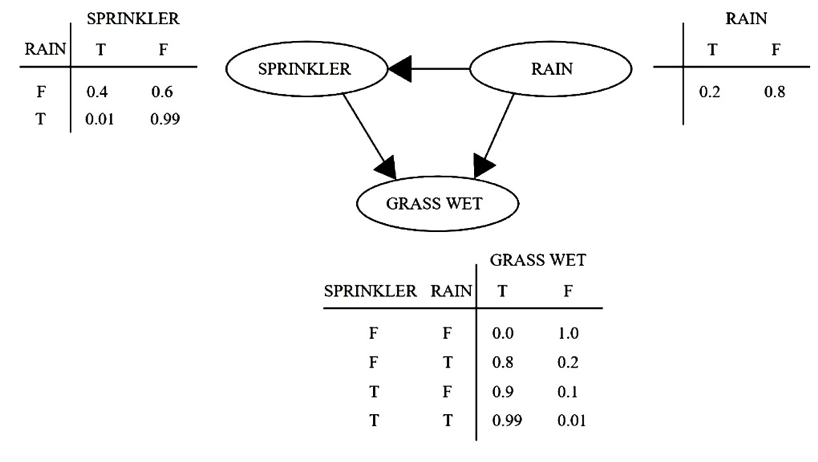 SPRINKLER
RAIN T F
F 0.4 0.6
T 0.01 0.99
SPRINKLER
RAIN
RAIN
T F
0.2 0.8
GRASS WET
GRASS WET
SPRINKLER RAIN T F
F F 0.0 1.0
F T 0.8 0.2
T F 0.9 0.1
T T 0.99 0.01